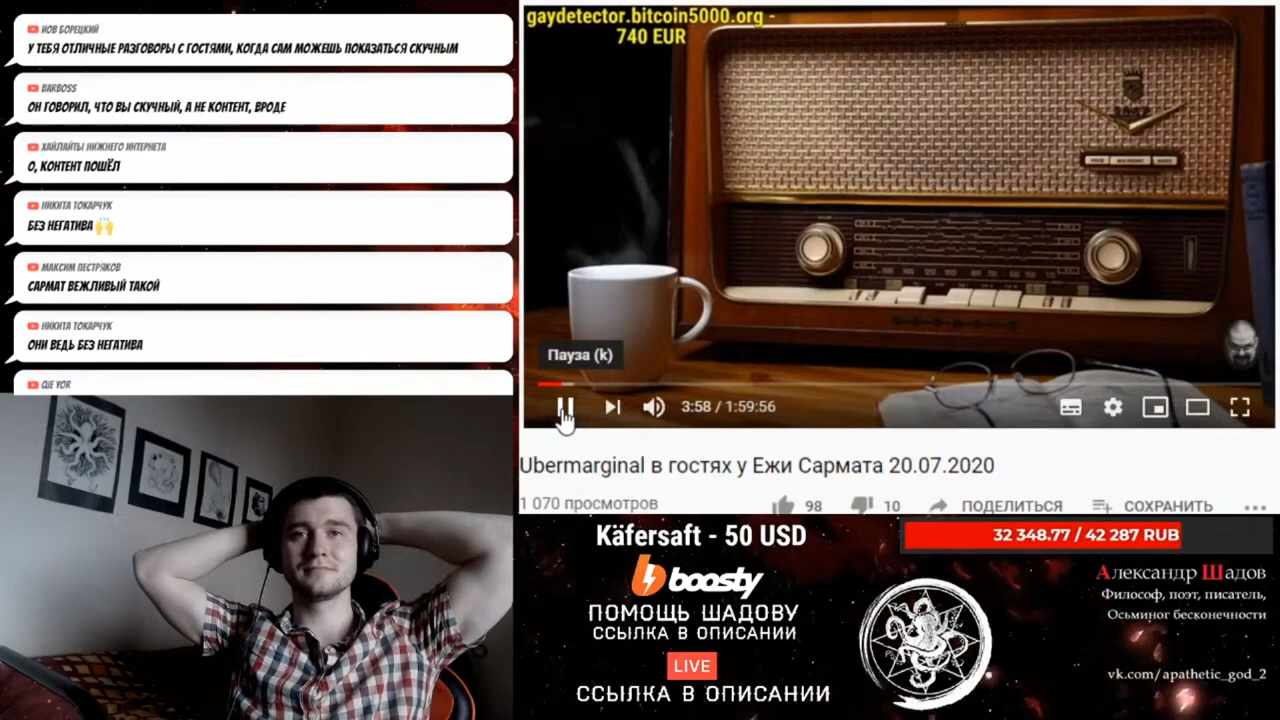 ИОВ БОРЕЦКИЙ
У ТЕБЯ ОТЛИЧНЫЕ РАЗГОВОРЫ С ГОСТЯМИ, КОГДА САМ МОЖЕШЬ ПОКАЗАТЬСЯ СКУЧНЫМ
BARBOSS
ОН ГОВОРИЛ, ЧТО ВЫ СКУЧНЫЙ, А НЕ КОНТЕНТ, ВРОДЕ
ХАЙЛАЙТЫ НИЖНЕГО ИНТЕРНЕТА
О, КОНТЕНТ ПОШЁЛ
НИКИТА ТОКАРЧУК
БЕЗ НЕГАТИВА🙌
МАКСИМ ПЕСТРЯКОВ
САРМАТ ВЕЖЛИВЫЙ ТАКОЙ
НИКИТА ТОКАРЧУК
ОНИ ВЕДЬ БЕЗ НЕГАТИВА
QJE YOR
gaydetector.bitcoin5000.org -
740 EUR
Пауза (k)
3:58 / 1:59:56
Ubermarginal в гостях у Ежи Сармата 20.07.2020
1 070 просмотров
98
10
ПОДЕЛИТЬСЯ
СОХРАНИТЬ
Käfersaft - 50 USD
boosty
ПОМОЩЬ ШАДОВУ
ССЫЛКА В ОПИСАНИИ
LIVE
ССЫЛКА В ОПИСАНИИ
32 348.77 / 42 287 RUB
Александр Шадов
Философ, поэт, писатель,
Осьминог бесконечности
vk.com/apathetic_god_2